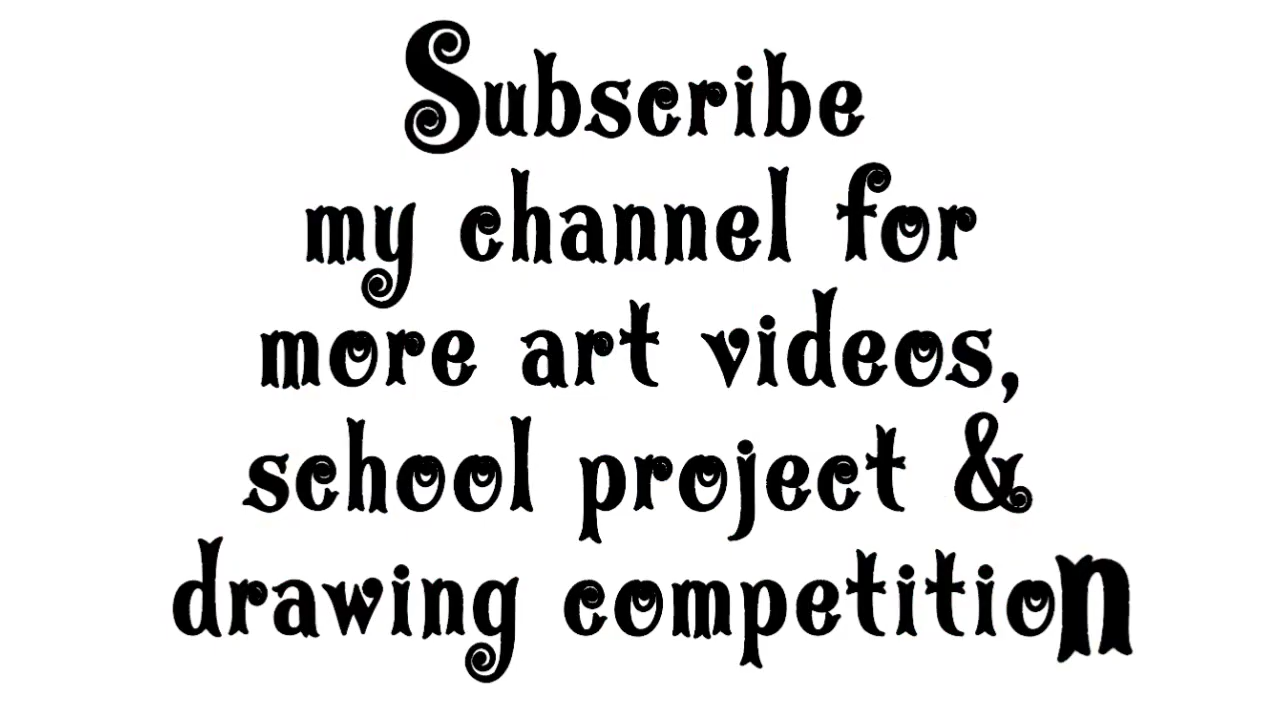 Subscribe
my channel for
more art videos,
school project &
drawing competition